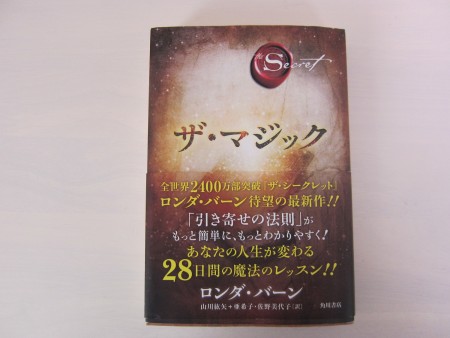 Secret
ザ・マジック
全世界2400万部突破『ザ・シークレット』
ロンダ・バーン待望の最新作!!
「引き寄せの法則」が
もっと簡単に、もっとわかりやすく!
あなたの人生が変わる
28日間の魔法のレッスン!!
ロンダ・バーン
山川紘矢+亜希子+佐野美代子〈訳〉
角川書店